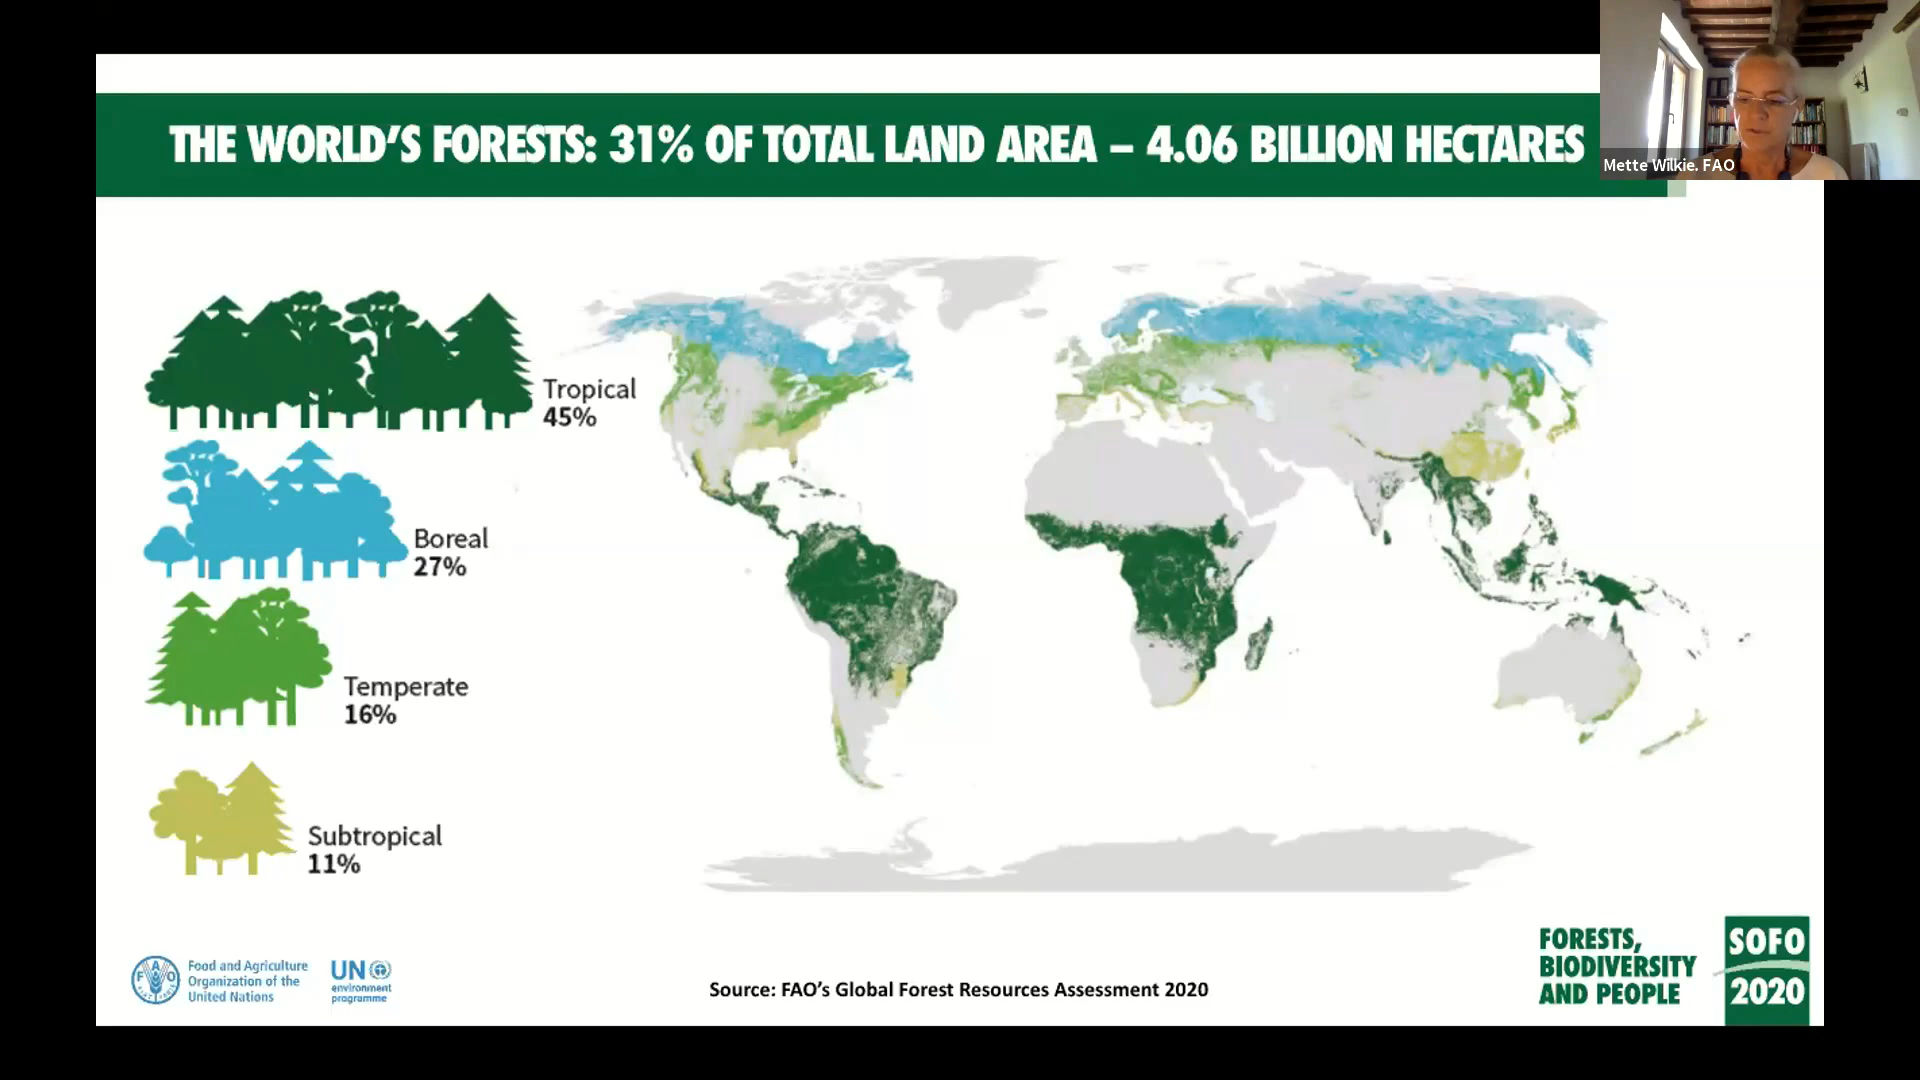 THE WORLD'S FORESTS: 31% OF TOTAL LAND AREA – 4.06 BILLION HECTARES
Mette Wilkie. FAO
Tropical
45%
Boreal
27%
Temperate
16%
Subtropical
11%
Food and Agriculture
Organization of the
United Nations
UN
environment
programme
Source: FAO's Global Forest Resources Assessment 2020
FORESTS,
BIODIVERSITY
AND PEOPLE
SOFO
2020